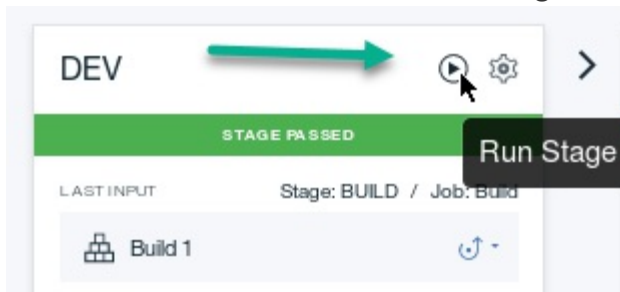 DEV
STAGE PASSED
Run Stage
LAST INPUT Stage: BUILD / Job: Build
Build 1